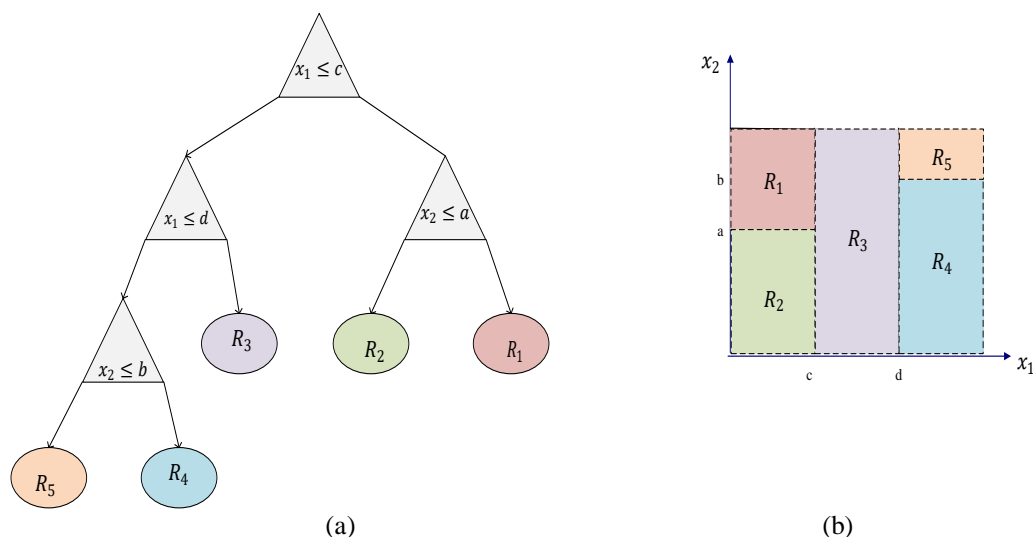 x₁ ≤ c
x₁ ≤ d
x₂ ≤ a
x₂ ≤ b
R₃
R₂
R₁
R₅
R₄
(a)
x₂
b
a
R₁
R₂
R₃
R₅
R₄
c
d
x₁
(b)